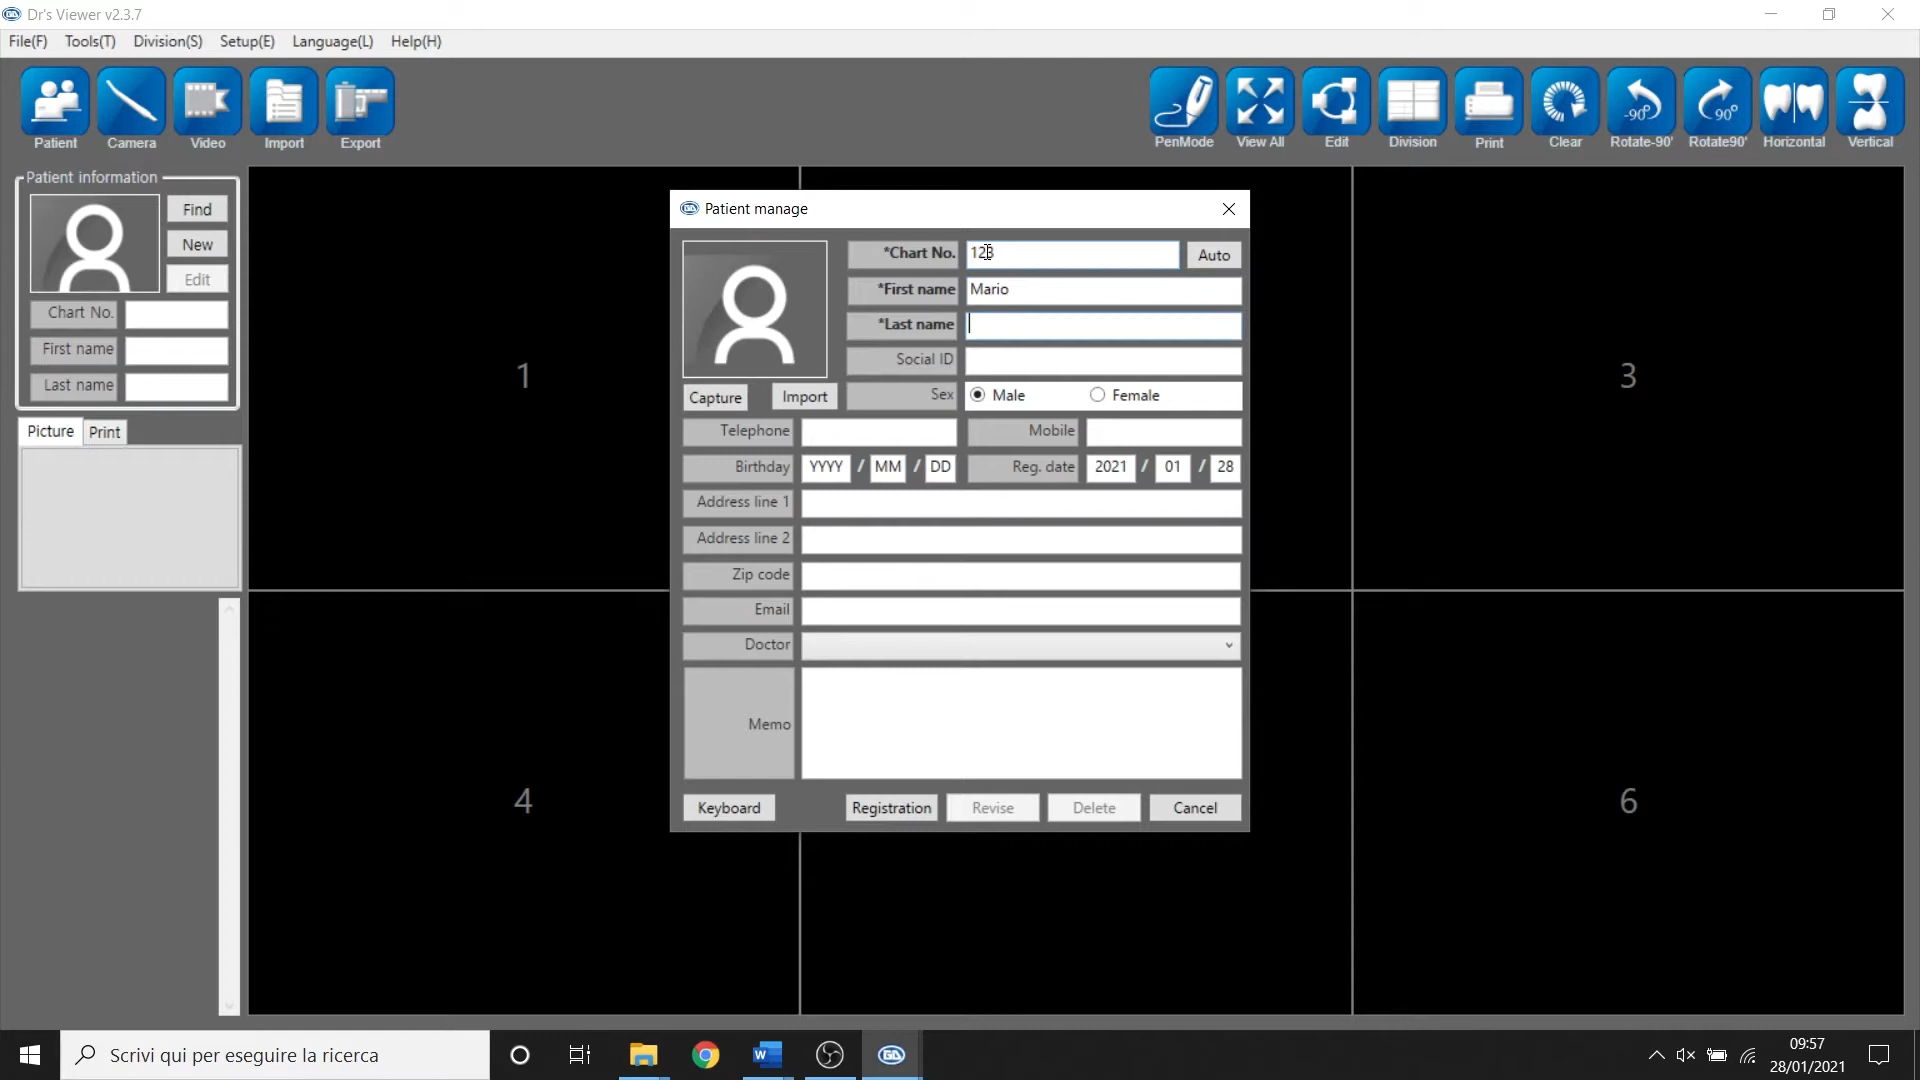 Dr's Viewer v2.3.7
File(F) Tools(T) Division(S) Setup(E) Language(L) Help(H)
Patient Camera Video Import Export PenMode View All Edit Division Print Clear Rotate-90' Rotate90' Horizontal Vertical
-90° 90°
Patient information
Find
New
Edit
Chart No.
First name
Last name
Picture Print
1
3
4
6
Patient manage
*Chart No. 123 Auto
*First name Mario
*Last name
Social ID
Capture Import Sex Male Female
Telephone Mobile
Birthday YYYY / MM / DD Reg. date 2021 / 01 / 28
Address line 1
Address line 2
Zip code
Email
Doctor
Memo
Keyboard Registration Revise Delete Cancel
Scrivi qui per eseguire la ricerca
09:57
28/01/2021